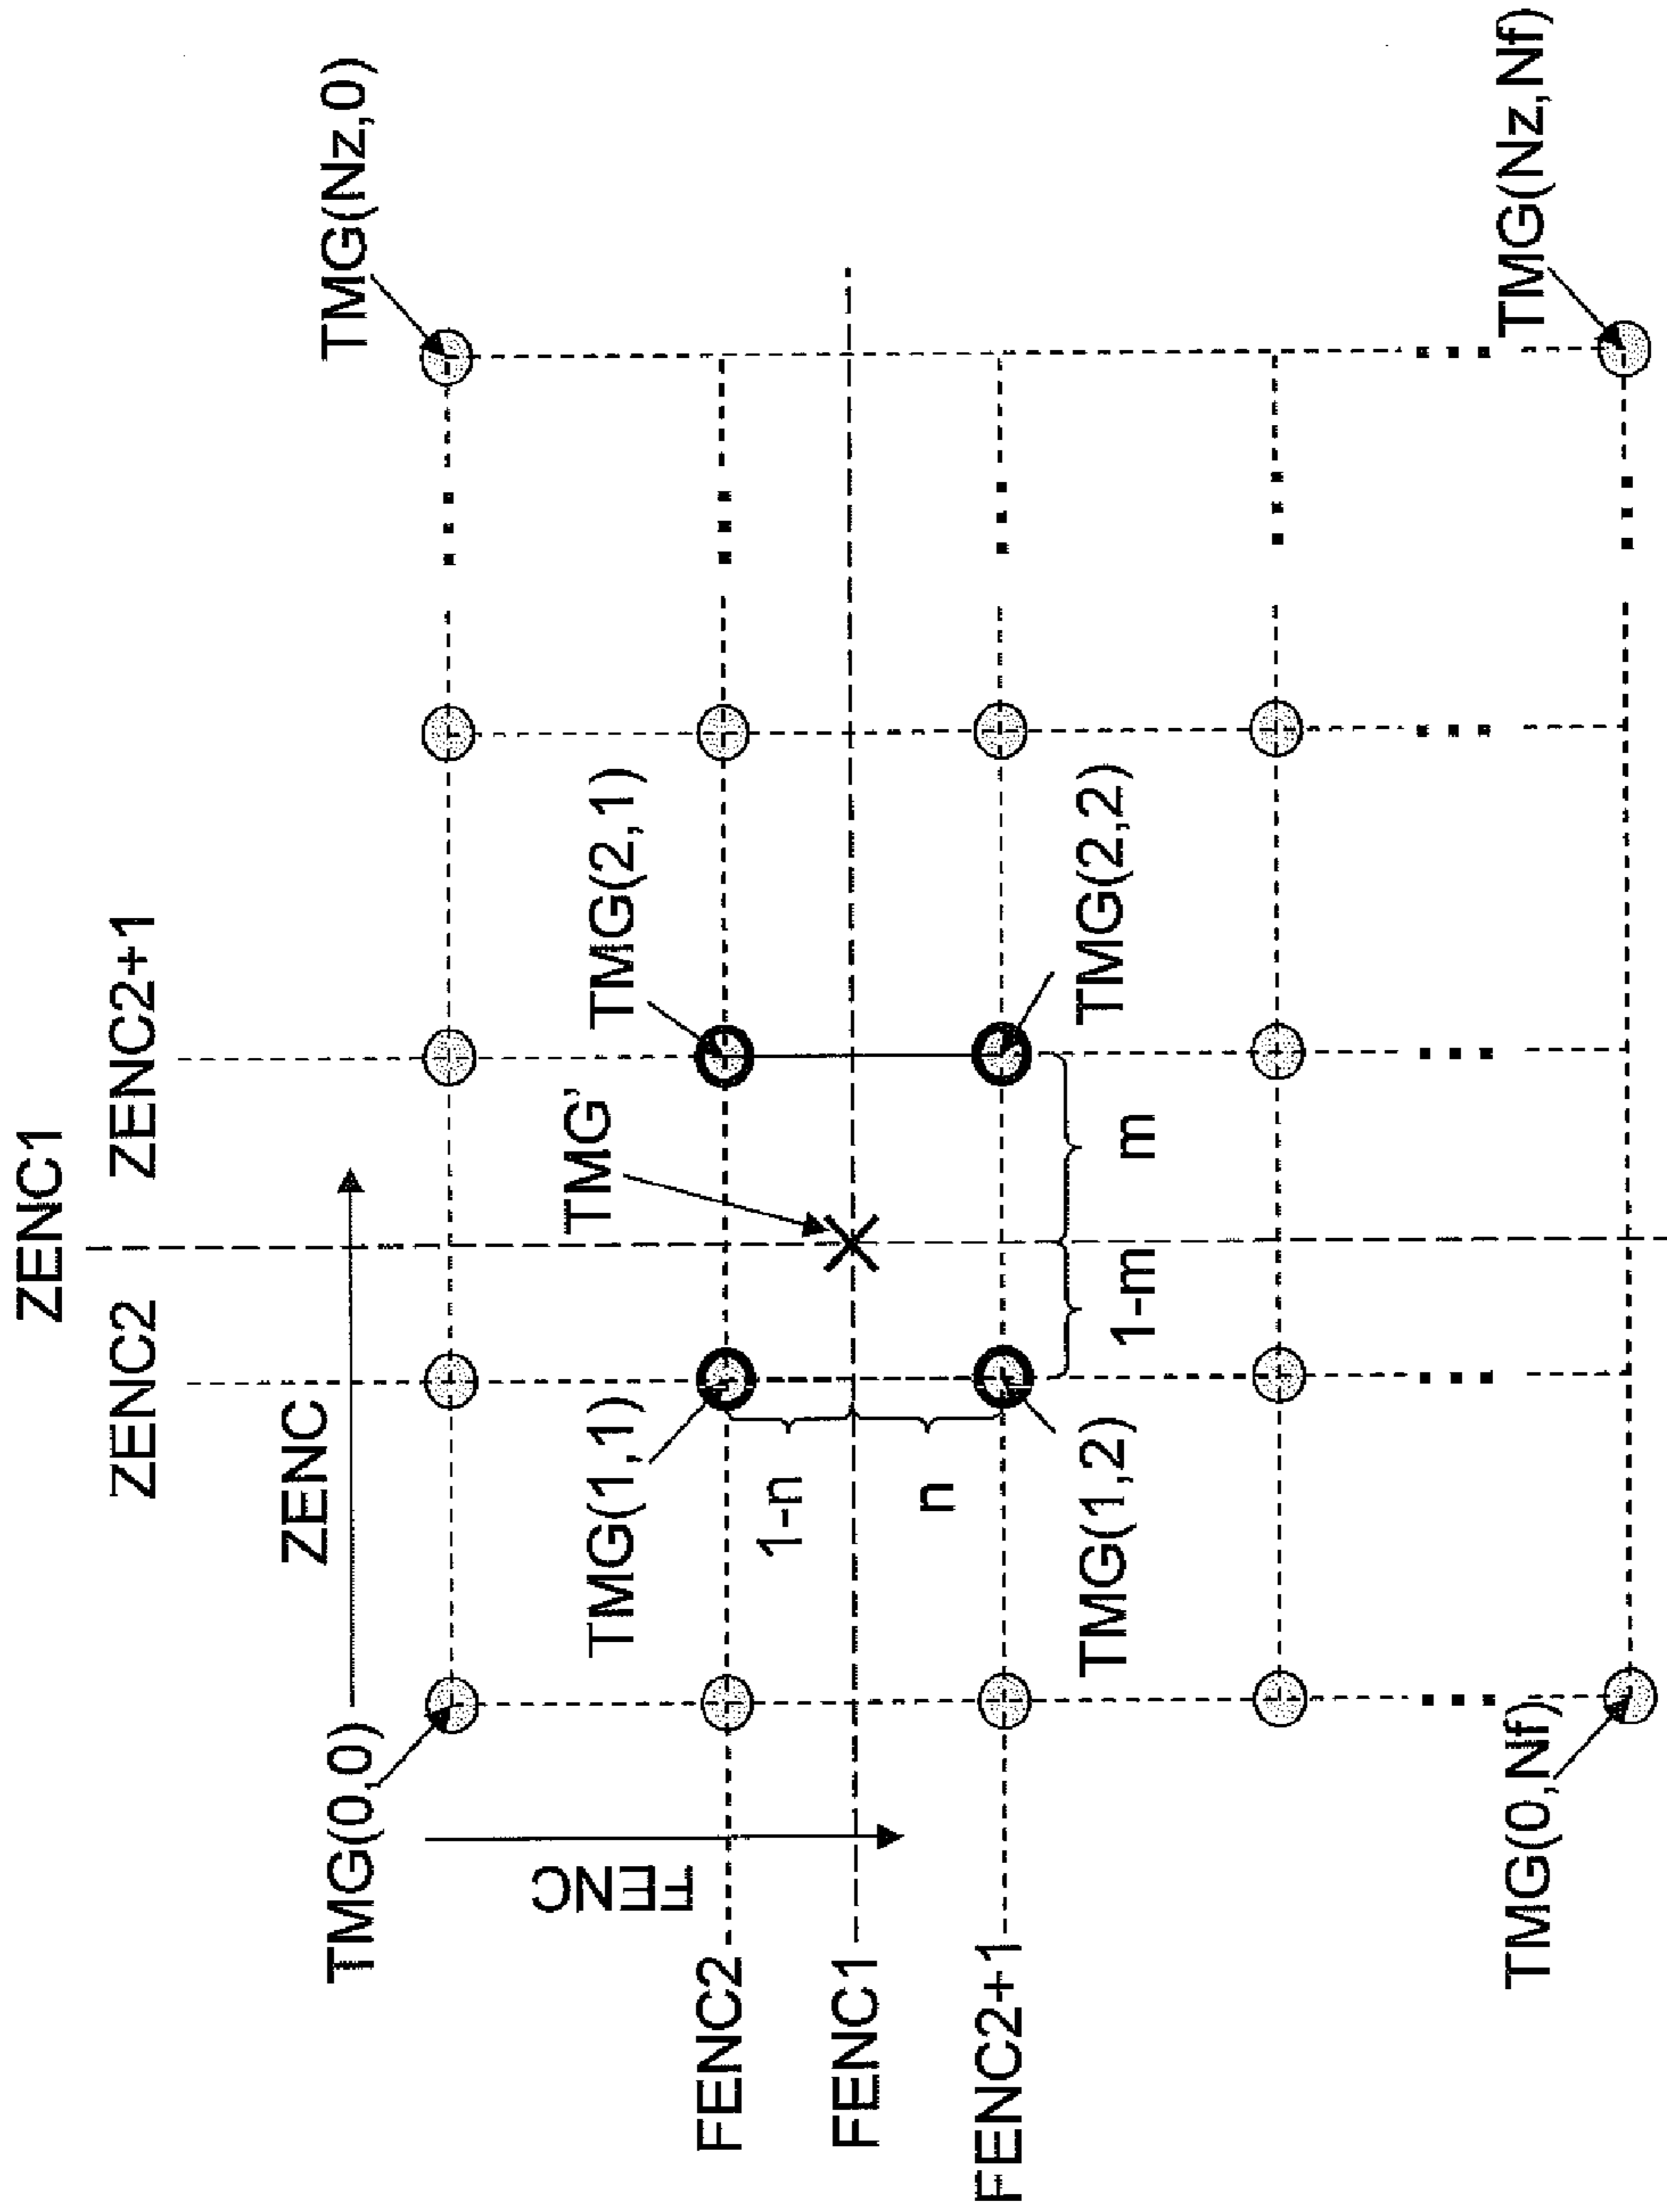 ZENC1
ZENC2
ZENC2+1
ZENC
TMG(0,0)
TMG(Nz,0)
FENC
TMG(1,1)
TMG'
TMG(2,1)
FENC2
1-n
FENC1
n
FENC2+1
TMG(1,2)
1-m
m
TMG(2,2)
TMG(0,Nf)
TMG(Nz,Nf)